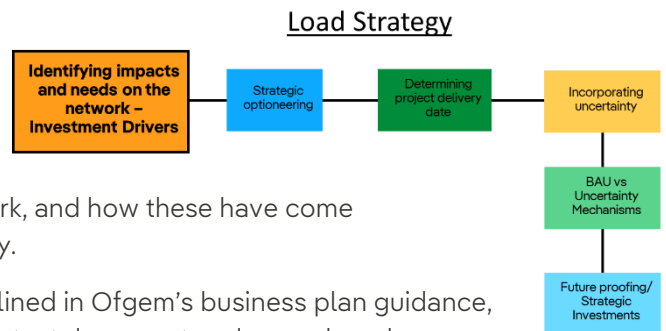 Load Strategy
Identifying impacts
and needs on the
network –
Investment Drivers
Strategic
optioneering
Determining
project delivery
date
Incorporating
uncertainty
BAU vs
Uncertainty
Mechanisms
Future proofing/
Strategic
Investments
rk, and how these have come
y.
lined in Ofgem's business plan guidance,